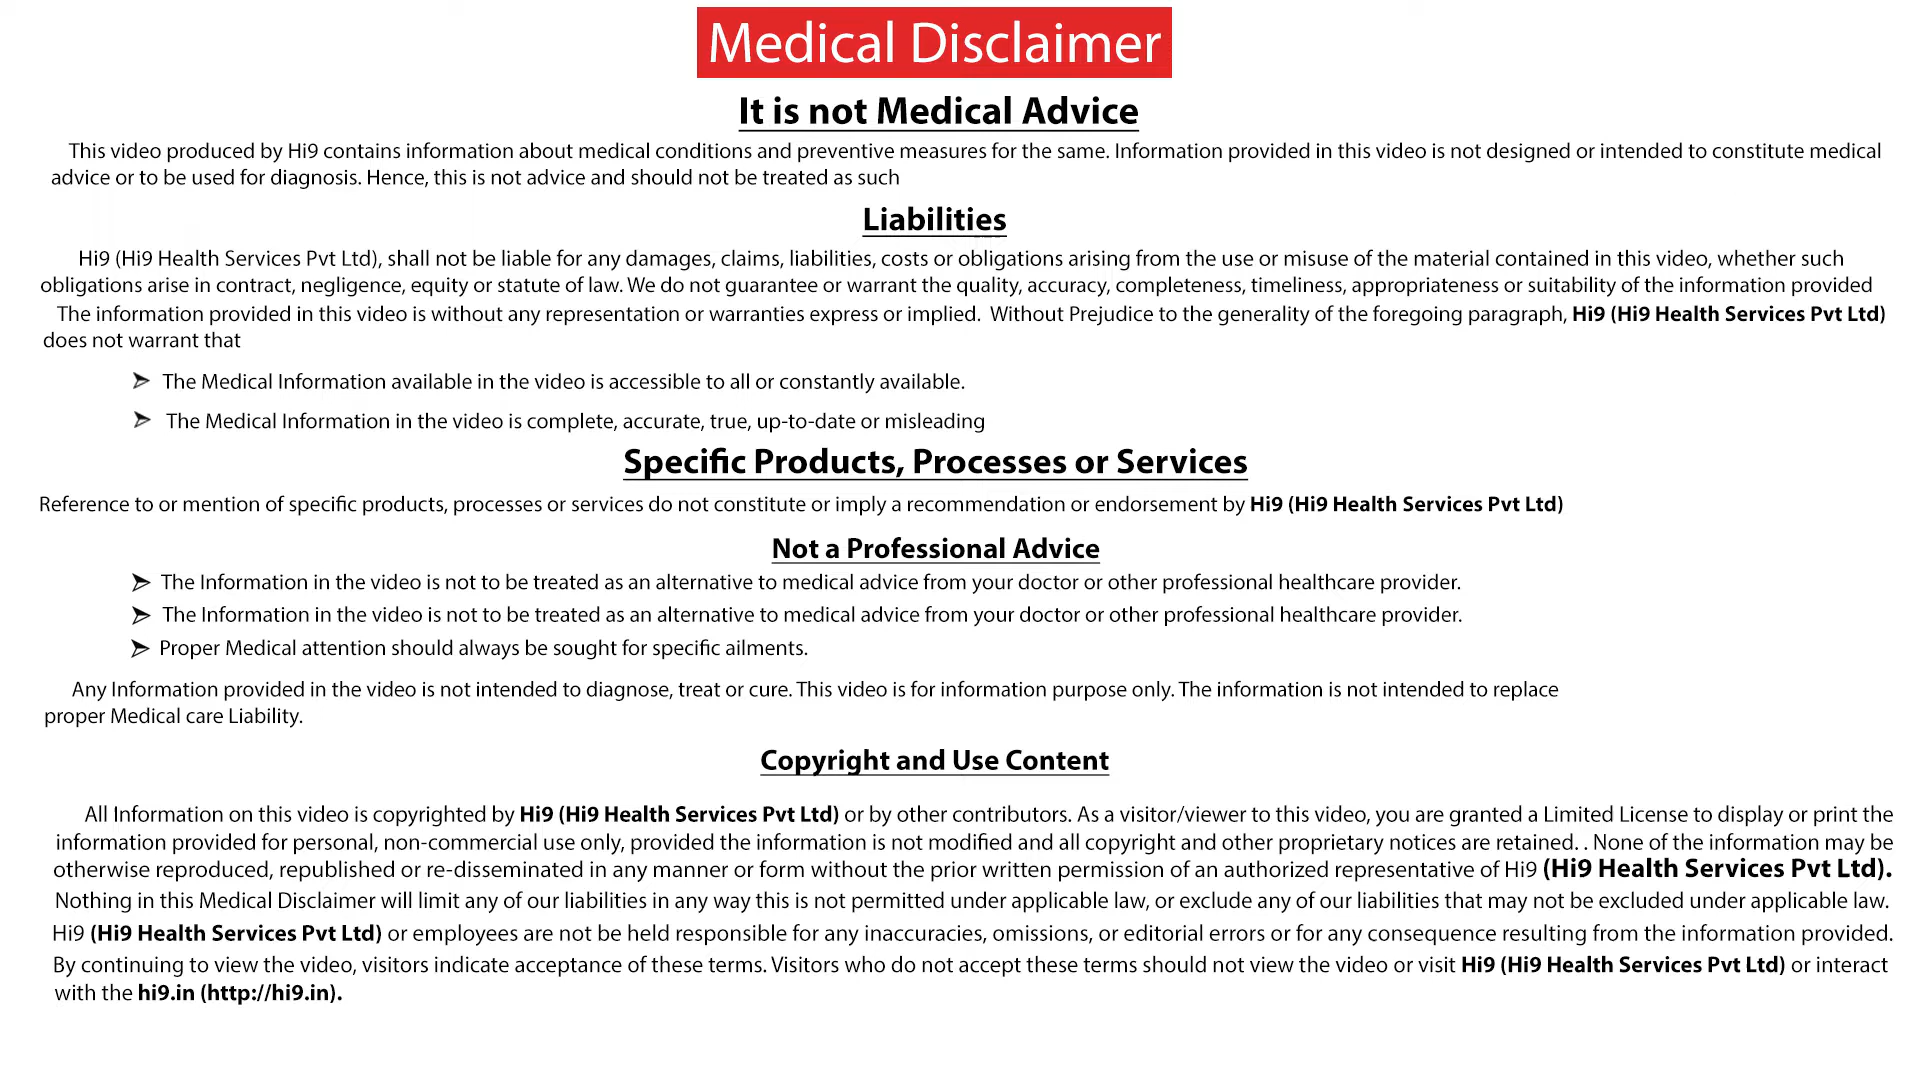 Medical Disclaimer
It is not Medical Advice
This video produced by Hi9 contains information about medical conditions and preventive measures for the same. Information provided in this video is not designed or intended to constitute medical
advice or to be used for diagnosis. Hence, this is not advice and should not be treated as such
Liabilities
Hi9 (Hi9 Health Services Pvt Ltd), shall not be liable for any damages, claims, liabilities, costs or obligations arising from the use or misuse of the material contained in this video, whether such
obligations arise in contract, negligence, equity or statute of law. We do not guarantee or warrant the quality, accuracy, completeness, timeliness, appropriateness or suitability of the information provided
The information provided in this video is without any representation or warranties express or implied. Without Prejudice to the generality of the foregoing paragraph, Hi9 (Hi9 Health Services Pvt Ltd)
does not warrant that
➢ The Medical Information available in the video is accessible to all or constantly available.
➢ The Medical Information in the video is complete, accurate, true, up-to-date or misleading
Specific Products, Processes or Services
Reference to or mention of specific products, processes or services do not constitute or imply a recommendation or endorsement by Hi9 (Hi9 Health Services Pvt Ltd)
Not a Professional Advice
➢ The Information in the video is not to be treated as an alternative to medical advice from your doctor or other professional healthcare provider.
➢ The Information in the video is not to be treated as an alternative to medical advice from your doctor or other professional healthcare provider.
➢ Proper Medical attention should always be sought for specific ailments.
Any Information provided in the video is not intended to diagnose, treat or cure. This video is for information purpose only. The information is not intended to replace
proper Medical care Liability.
Copyright and Use Content
All Information on this video is copyrighted by Hi9 (Hi9 Health Services Pvt Ltd) or by other contributors. As a visitor/viewer to this video, you are granted a Limited License to display or print the
information provided for personal, non-commercial use only, provided the information is not modified and all copyright and other proprietary notices are retained. . None of the information may be
otherwise reproduced, republished or re-disseminated in any manner or form without the prior written permission of an authorized representative of Hi9 (Hi9 Health Services Pvt Ltd).
Nothing in this Medical Disclaimer will limit any of our liabilities in any way this is not permitted under applicable law, or exclude any of our liabilities that may not be excluded under applicable law.
Hi9 (Hi9 Health Services Pvt Ltd) or employees are not be held responsible for any inaccuracies, omissions, or editorial errors or for any consequence resulting from the information provided.
By continuing to view the video, visitors indicate acceptance of these terms. Visitors who do not accept these terms should not view the video or visit Hi9 (Hi9 Health Services Pvt Ltd) or interact
with the hi9.in (http://hi9.in).